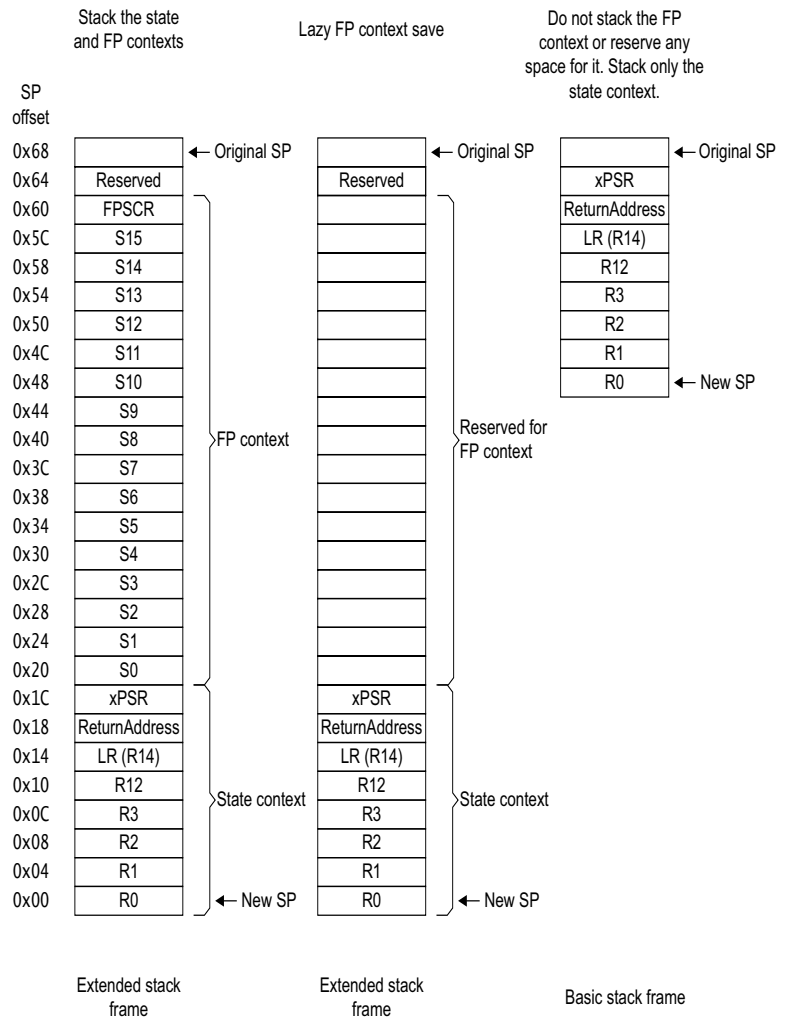 Stack the state
and FP contexts
Lazy FP context save
Do not stack the FP
context or reserve any
space for it. Stack only the
state context.
SP
offset
0x68 Original SP Original SP Original SP
0x64 Reserved Reserved xPSR
0x60 FPSCR ReturnAddress
0x5C S15 LR (R14)
0x58 S14 R12
0x54 S13 R3
0x50 S12 R2
0x4C S11 R1
0x48 S10 R0 New SP
0x44 S9
0x40 S8 FP context Reserved for
FP context
0x3C S7
0x38 S6
0x34 S5
0x30 S4
0x2C S3
0x28 S2
0x24 S1
0x20 S0
0x1C xPSR xPSR
0x18 ReturnAddress ReturnAddress
0x14 LR (R14) LR (R14)
0x10 R12 State context R12 State context
0x0C R3 R3
0x08 R2 R2
0x04 R1 R1
0x00 R0 New SP R0 New SP
Extended stack
frame
Extended stack
frame
Basic stack frame